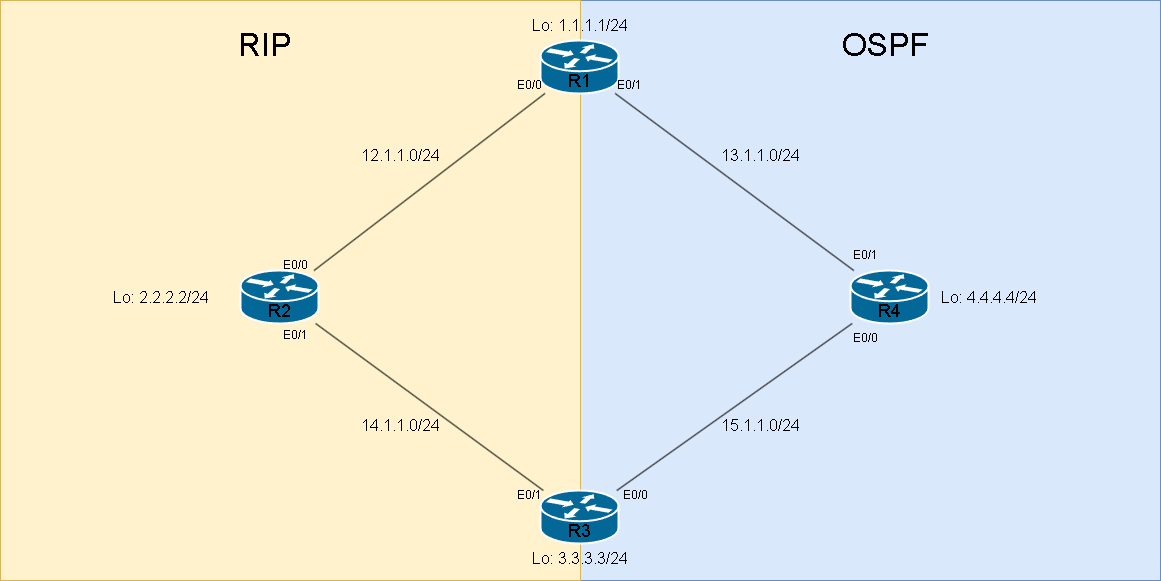 Lo: 1.1.1.1/24
RIP
OSPF
R1
E0/0
E0/1
12.1.1.0/24
13.1.1.0/24
E0/0
E0/1
Lo: 2.2.2.2/24
R2
R4
Lo: 4.4.4.4/24
E0/1
E0/0
14.1.1.0/24
15.1.1.0/24
E0/1
E0/0
R3
Lo: 3.3.3.3/24